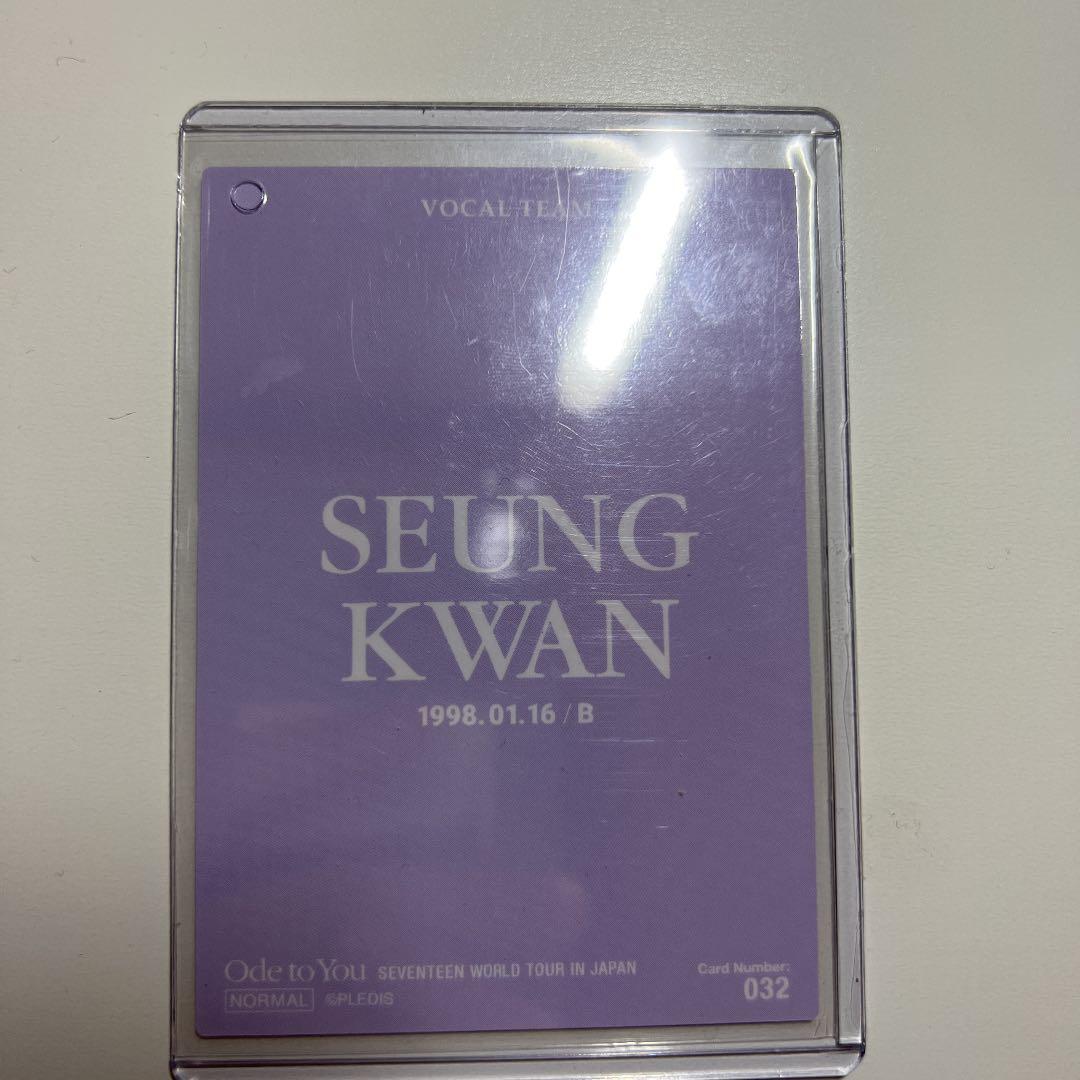 VOCAL TEAM
SEUNG
KWAN
1998.01.16 / B
Ode to You SEVENTEEN WORLD TOUR IN JAPAN
NORMAL ©PLEDIS
Card Number:
032